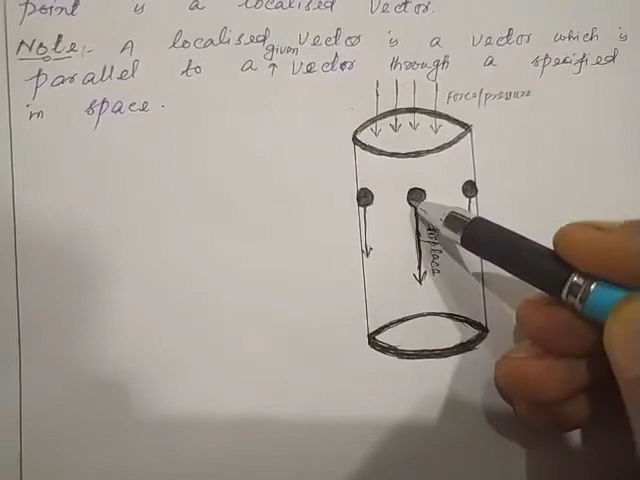 point is a localised vector.
Note:- A localised vector is a vector which is
parallel to a given ↑ vector through a specified
in space.
Force/pressure
displace